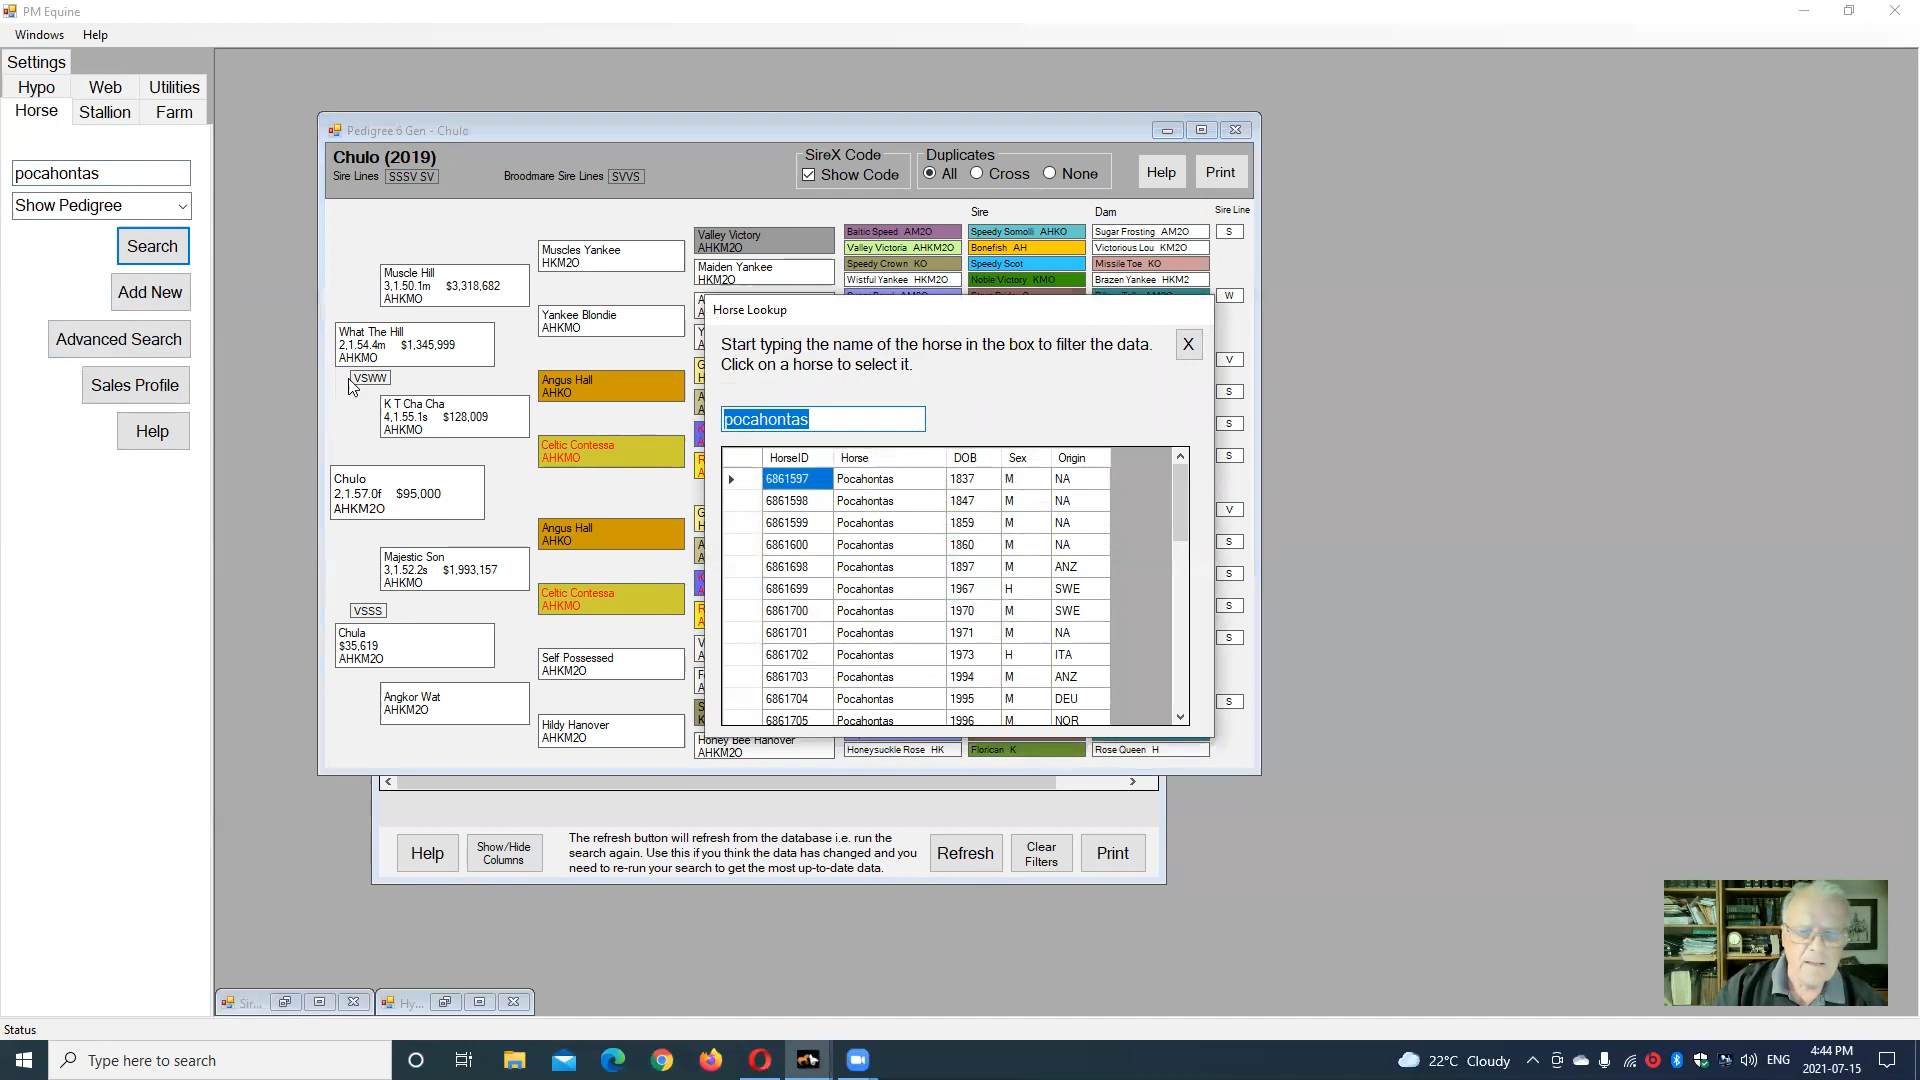 PM Equine
Windows Help
Settings
Hypo Web Utilities
Horse Stallion Farm
pocahontas
Show Pedigree
Search
Add New
Advanced Search
Sales Profile
Help
Pedigree 6 Gen - Chulo
Chulo (2019)
Sire Lines SSSV SV
Broodmare Sire Lines SVVS
SireX Code
Show Code
Duplicates
All Cross None
Help Print
Sire Dam Sire Line
Muscle Hill
3,1.50.1m $3,318,682
AHKMO
What The Hill
2,1.54.4m $1,345,999
AHKMO
VSWW
K T Cha Cha
4,1.55.1s $128,009
AHKMO
Chulo
2,1.57.0f $95,000
AHKM2O
Majestic Son
3,1.52.2s $1,993,157
AHKMO
VSSS
Chula
$35,619
AHKM2O
Angkor Wat
AHKM2O
Muscles Yankee
HKM2O
Yankee Blondie
AHKMO
Angus Hall
AHKO
Celtic Contessa
AHKMO
Angus Hall
AHKO
Celtic Contessa
AHKMO
Self Possessed
AHKM2O
Hildy Hanover
AHKM2O
Valley Victory
AHKM2O
Maiden Yankee
HKM2O
Honey Bee Hanover
AHKM2O
Baltic Speed AM2O Speedy Somolli AHKO Sugar Frosting AM2O S
Valley Victoria AHKM2O Bonefish AH Victorious Lou KM2O
Speedy Crown KO Speedy Scot Missile Toe KO
Wistful Yankee HKM2O Noble Victory KMO Brazen Yankee HKM2
W
V
S
S
S
V
S
S
S
S
S
Honeysuckle Rose HK Florican K Rose Queen H
Horse Lookup
Start typing the name of the horse in the box to filter the data.
Click on a horse to select it.
X
pocahontas
HorseID Horse DOB Sex Origin
6861597 Pocahontas 1837 M NA
6861598 Pocahontas 1847 M NA
6861599 Pocahontas 1859 M NA
6861600 Pocahontas 1860 M NA
6861698 Pocahontas 1897 M ANZ
6861699 Pocahontas 1967 H SWE
6861700 Pocahontas 1970 M SWE
6861701 Pocahontas 1971 M NA
6861702 Pocahontas 1973 H ITA
6861703 Pocahontas 1994 M ANZ
6861704 Pocahontas 1995 M DEU
6861705 Pocahontas 1996 M NOR
Help
Show/Hide
Columns
The refresh button will refresh from the database i.e. run the
search again. Use this if you think the data has changed and you
need to re-run your search to get the most up-to-date data.
Refresh
Clear
Filters
Print
Sir... Hy...
Status
Type here to search
22°C Cloudy
ENG
4:44 PM
2021-07-15